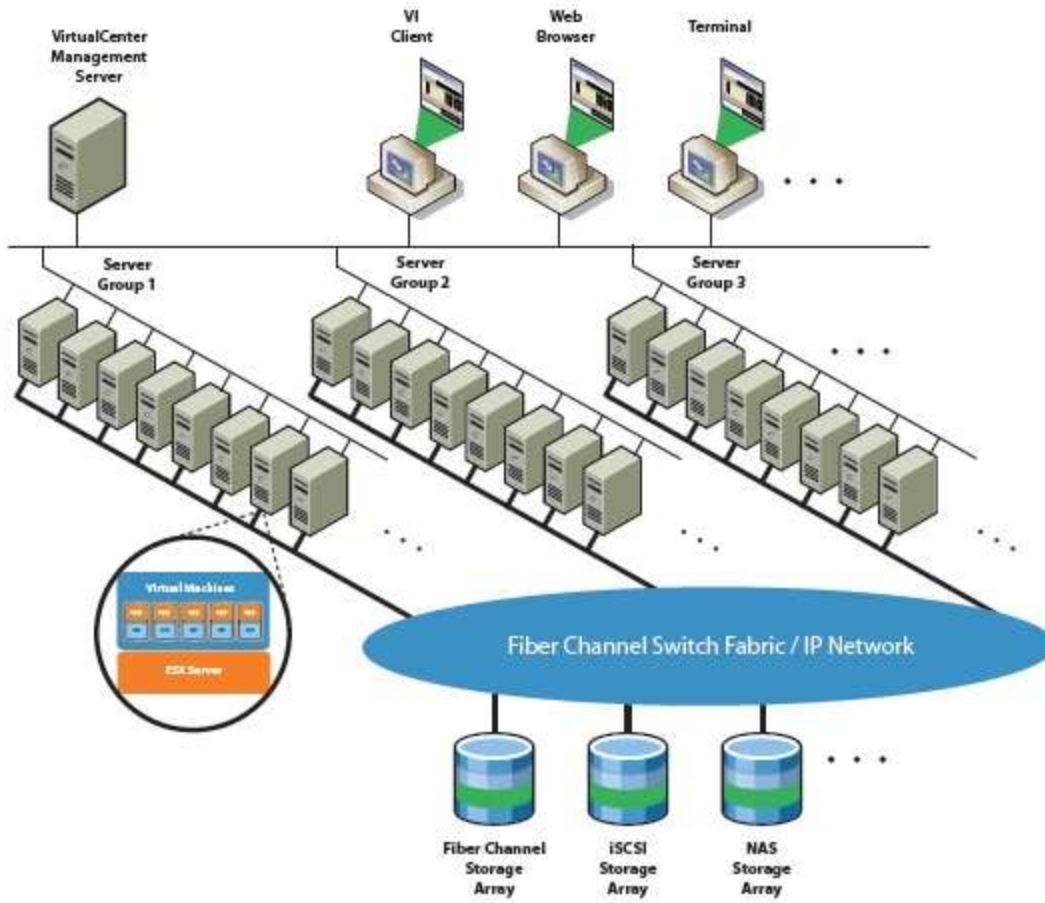 VirtualCenter
Management
Server
VI
Client
Web
Browser
Terminal
Server
Group 1
Server
Group 2
Server
Group 3
Virtual Machines
ESX Server
Fiber Channel Switch Fabric / IP Network
Fiber Channel
Storage
Array
iSCSI
Storage
Array
NAS
Storage
Array